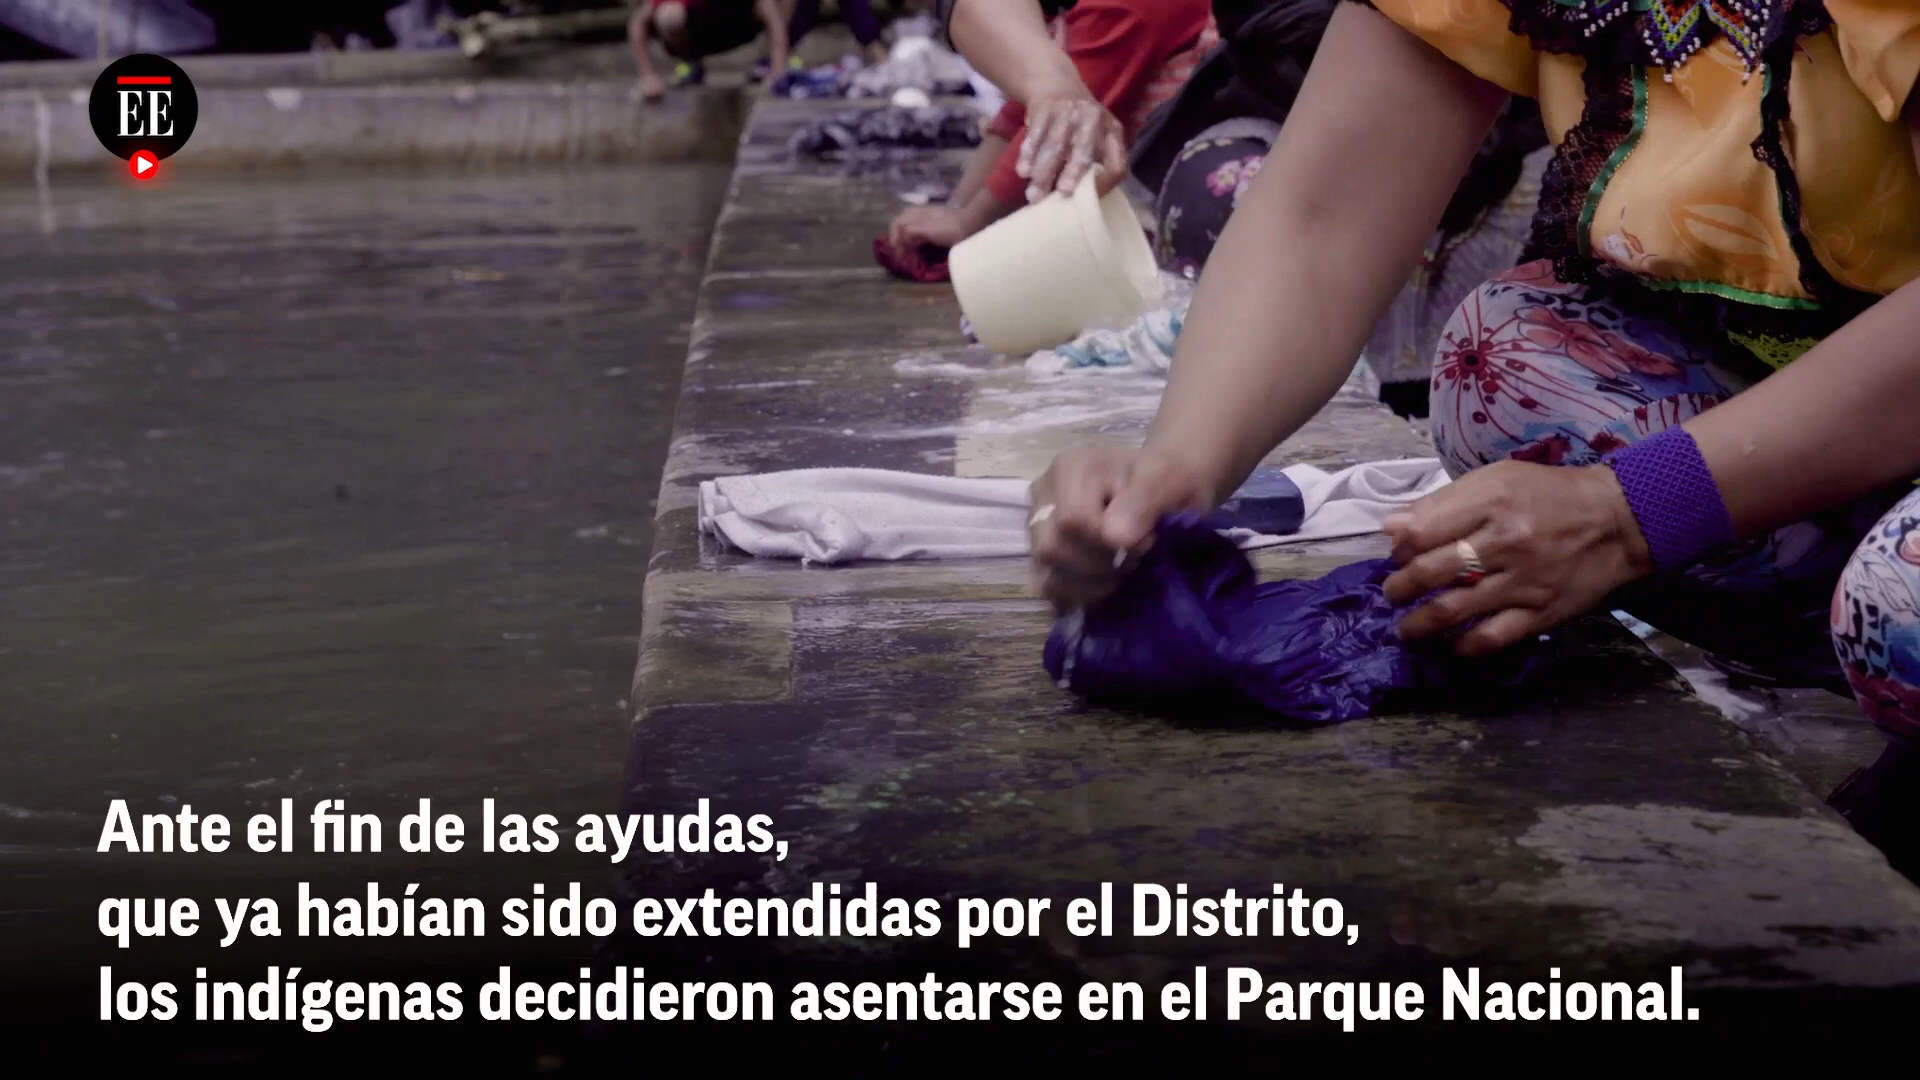 EE
Ante el fin de las ayudas,
que ya habían sido extendidas por el Distrito,
los indígenas decidieron asentarse en el Parque Nacional.